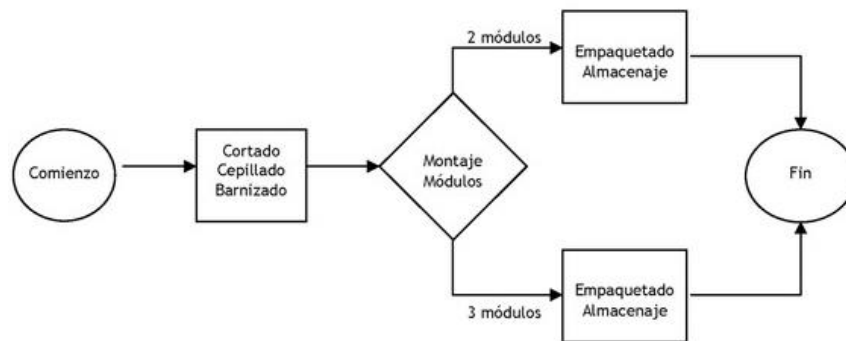 Comienzo
Cortado
Cepillado
Barnizado
Montaje
Módulos
2 módulos
Empaquetado
Almacenaje
3 módulos
Empaquetado
Almacenaje
Fin